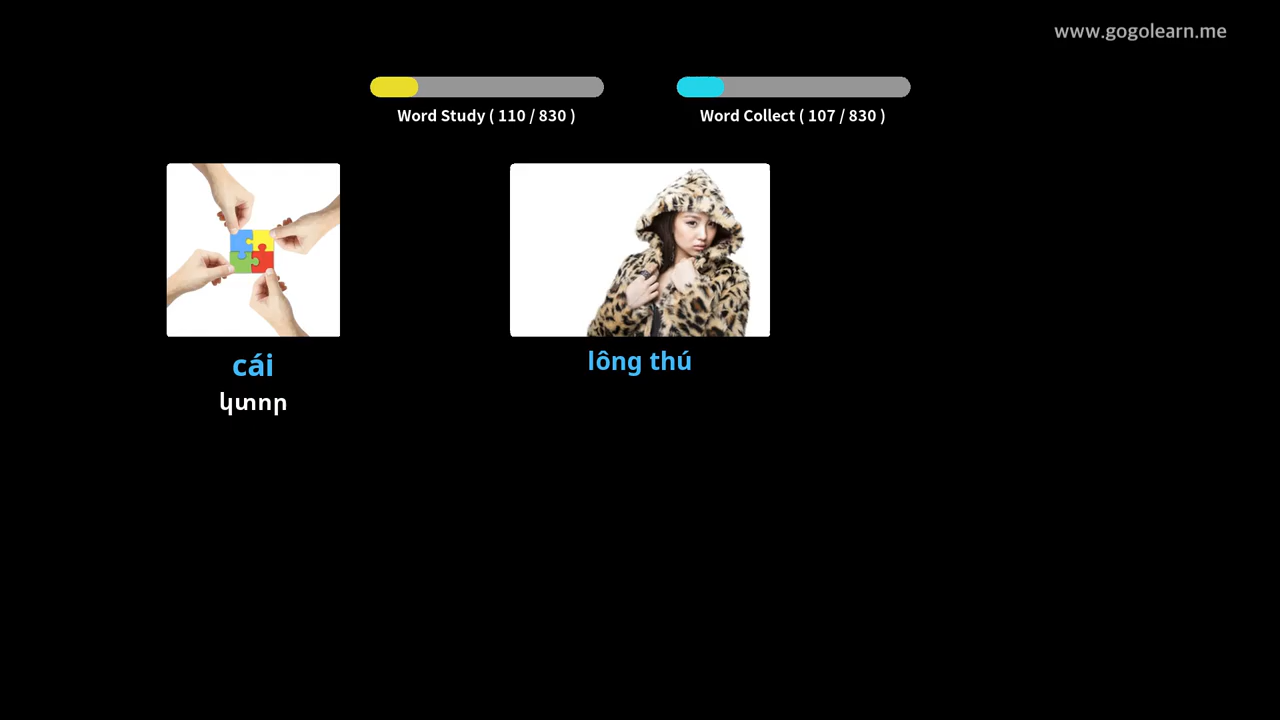 www.gogolearn.me
Word Study ( 110 / 830 )
Word Collect ( 107 / 830 )
cái
կտոր
lông thú